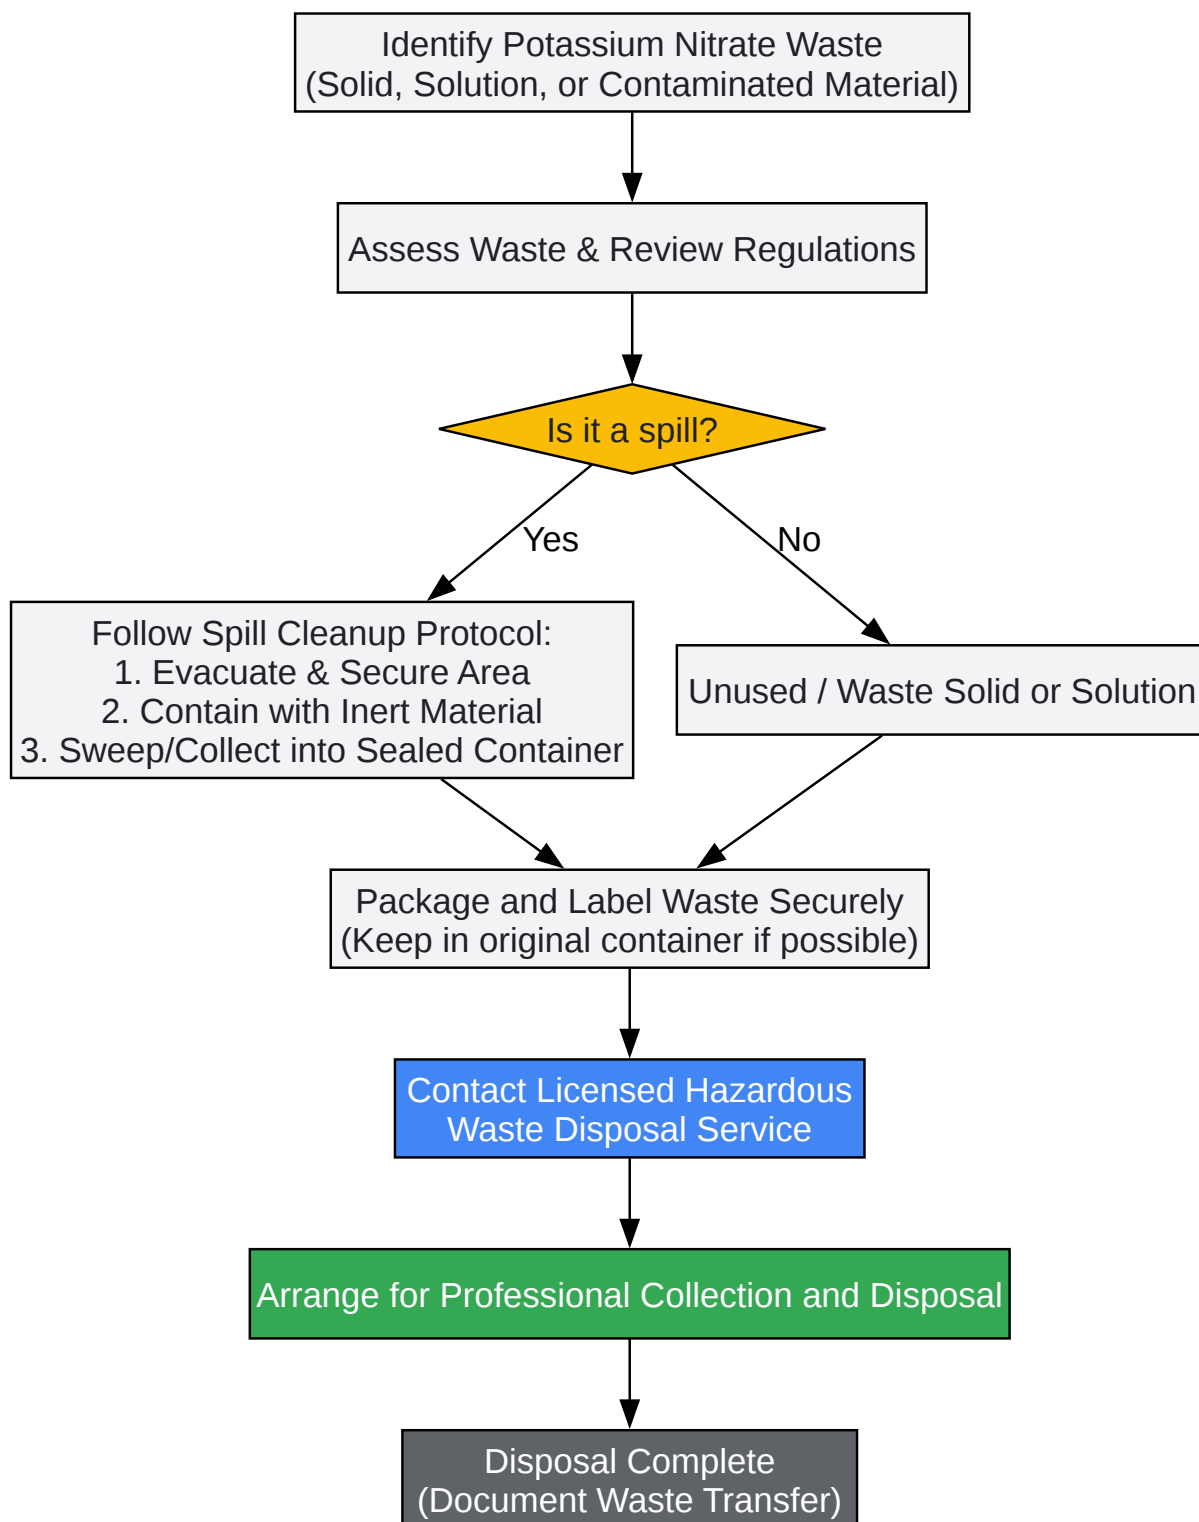 Identify Potassium Nitrate Waste
(Solid, Solution, or Contaminated Material)
Assess Waste & Review Regulations
Is it a spill?
Yes
No
Follow Spill Cleanup Protocol:
1. Evacuate & Secure Area
2. Contain with Inert Material
3. Sweep/Collect into Sealed Container
Unused / Waste Solid or Solution
Package and Label Waste Securely
(Keep in original container if possible)
Contact Licensed Hazardous
Waste Disposal Service
Arrange for Professional Collection and Disposal
Disposal Complete
(Document Waste Transfer)